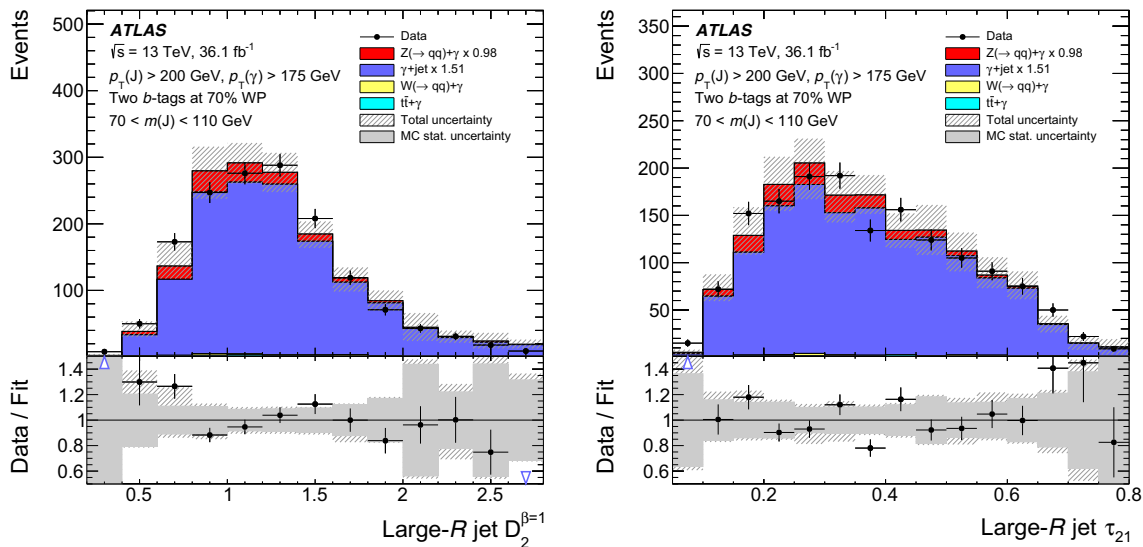 Events
500
400
300
200
100
ATLAS
√s = 13 TeV, 36.1 fb⁻¹
p_T(J) > 200 GeV, p_T(γ) > 175 GeV
Two b-tags at 70% WP
70 < m(J) < 110 GeV
Data
Z(→ qq)+γ x 0.98
γ+jet x 1.51
W(→ qq)+γ
tt̄+γ
Total uncertainty
MC stat. uncertainty
Data / Fit
1.4
1.2
1
0.8
0.6
0.5 1 1.5 2 2.5
Large-R jet D₂^β=1
Events
350
300
250
200
150
100
50
ATLAS
√s = 13 TeV, 36.1 fb⁻¹
p_T(J) > 200 GeV, p_T(γ) > 175 GeV
Two b-tags at 70% WP
70 < m(J) < 110 GeV
Data
Z(→ qq)+γ x 0.98
γ+jet x 1.51
W(→ qq)+γ
tt̄+γ
Total uncertainty
MC stat. uncertainty
Data / Fit
1.4
1.2
1
0.8
0.6
0.2 0.4 0.6 0.8
Large-R jet τ₂₁